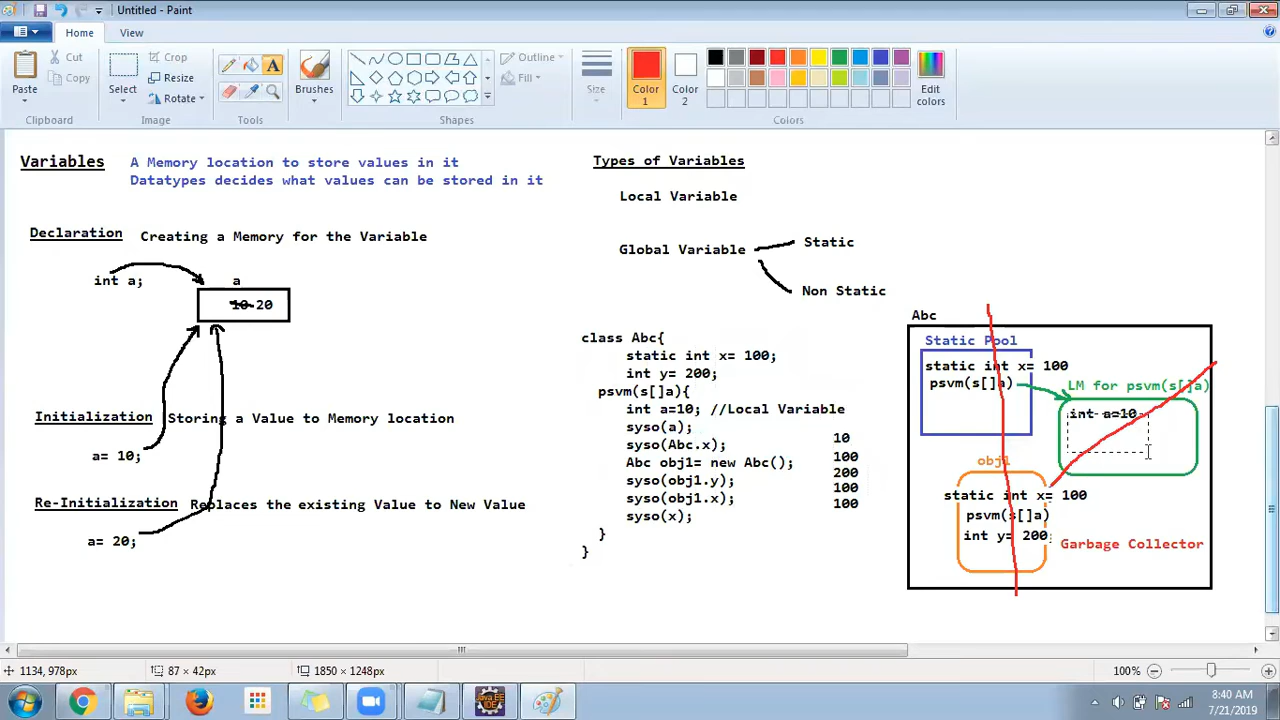 Untitled - Paint
Home
View
Paste
Cut
Copy
Clipboard
Select
Crop
Resize
Rotate
Image
Tools
Brushes
Shapes
Outline
Fill
Size
Color 1
Color 2
Edit colors
Colors
Variables
A Memory location to store values in it
Datatypes decides what values can be stored in it
Declaration
Creating a Memory for the Variable
int a;
a
10 20
Initialization
Storing a Value to Memory location
a= 10;
Re-Initialization
Replaces the existing Value to New Value
a= 20;
Types of Variables
Local Variable
Global Variable
Static
Non Static
class Abc{
static int x= 100;
int y= 200;
psvm(s[]a){
int a=10; //Local Variable
syso(a);
syso(Abc.x);
Abc obj1= new Abc();
syso(obj1.y);
syso(obj1.x);
syso(x);
}
}
10
100
200
100
100
Abc
Static Pool
static int x= 100
psvm(s[]a)
LM for psvm(s[]a)
int a=10
obj1
static int x= 100
psvm(s[]a)
int y= 200;
Garbage Collector
1134, 978px
87 × 42px
1850 × 1248px
100%
8:40 AM
7/21/2019